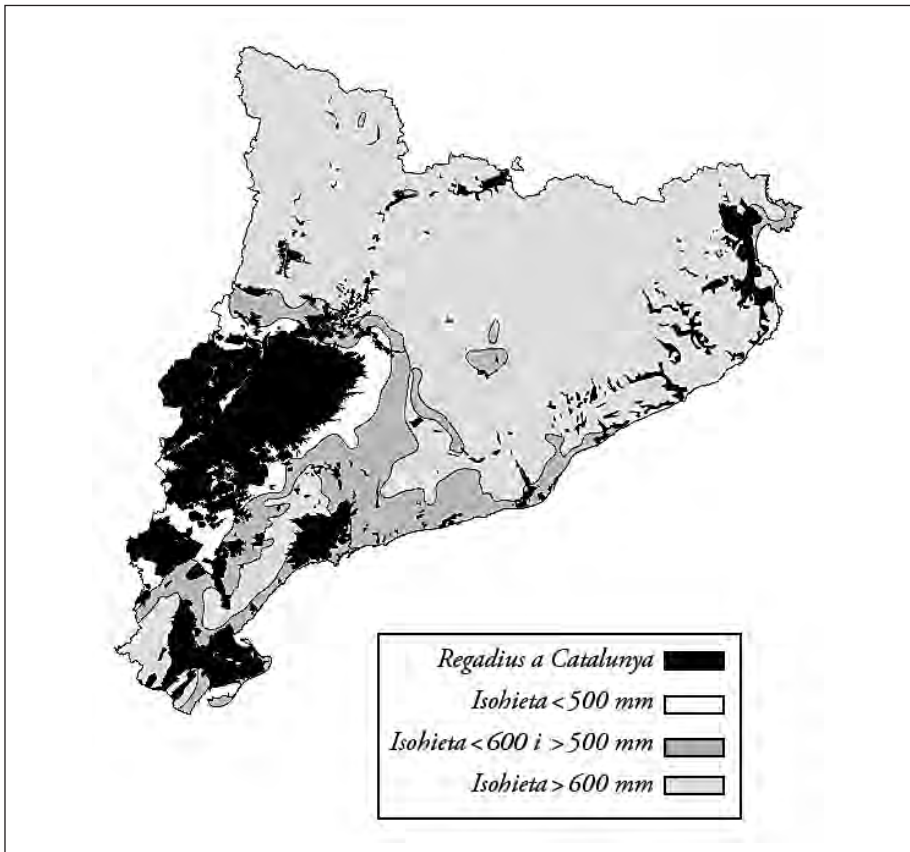 Regadius a Catalunya
Isohieta < 500 mm
Isohieta < 600 i > 500 mm
Isohieta > 600 mm